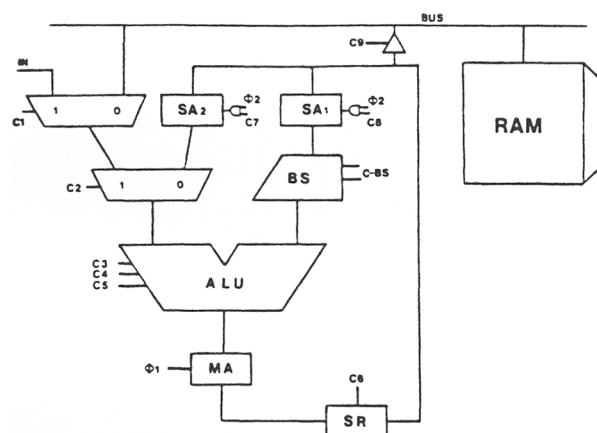 BUS
C9
IN
1 0
C1
SA2
Φ2
C7
SA1
Φ2
C8
RAM
C2
1 0
BS
C-BS
C3
C4
C5
ALU
Φ1
MA
C6
SR